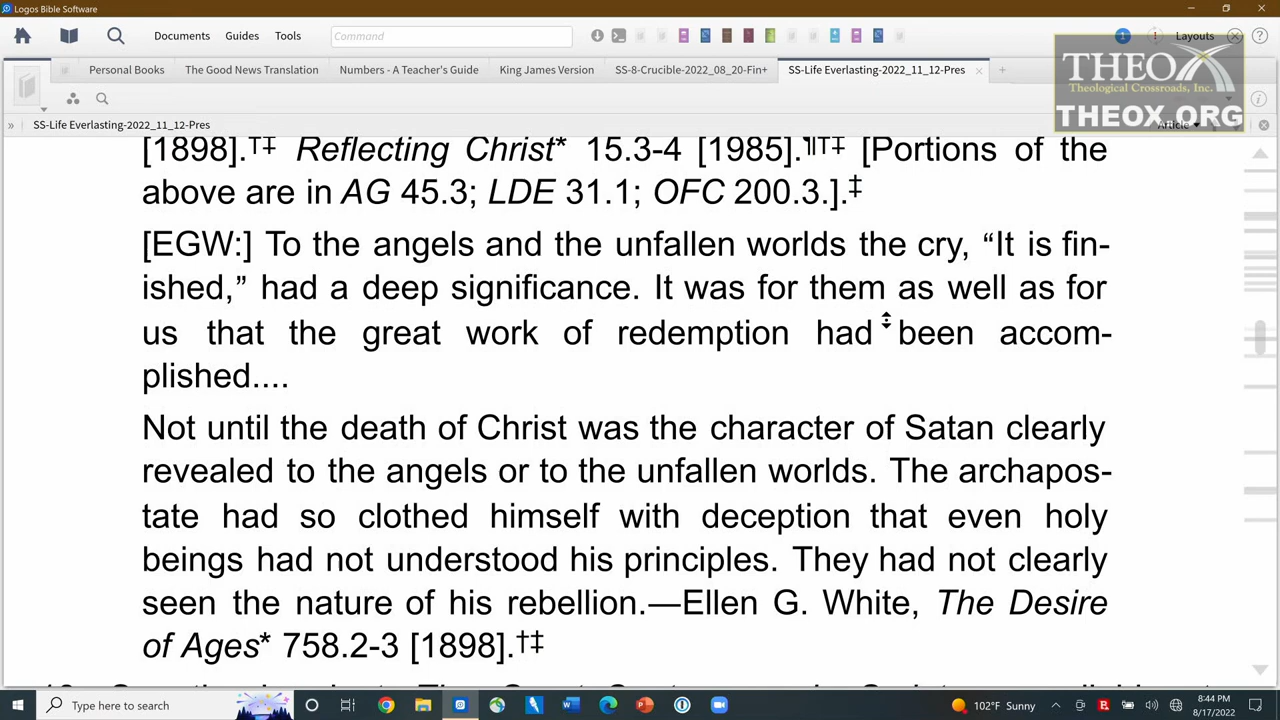 Logos Bible Software
Documents Guides Tools Command 1 Layouts
THEOX
Theological Crossroads, Inc.
THEOX.ORG
Personal Books The Good News Translation Numbers - A Teacher's Guide King James Version SS-8-Crucible-2022_08_20-Fin+ SS-Life Everlasting-2022_11_12-Pres
SS-Life Everlasting-2022_11_12-Pres Article
[1898].†‡ Reflecting Christ* 15.3-4 [1985].¶†‡ [Portions of the
above are in AG 45.3; LDE 31.1; OFC 200.3.].‡
[EGW:] To the angels and the unfallen worlds the cry, “It is fin-
ished,” had a deep significance. It was for them as well as for
us that the great work of redemption had been accom-
plished....
Not until the death of Christ was the character of Satan clearly
revealed to the angels or to the unfallen worlds. The archapos-
tate had so clothed himself with deception that even holy
beings had not understood his principles. They had not clearly
seen the nature of his rebellion.—Ellen G. White, The Desire
of Ages* 758.2-3 [1898].†‡
Type here to search 102°F Sunny 8:44 PM
8/17/2022